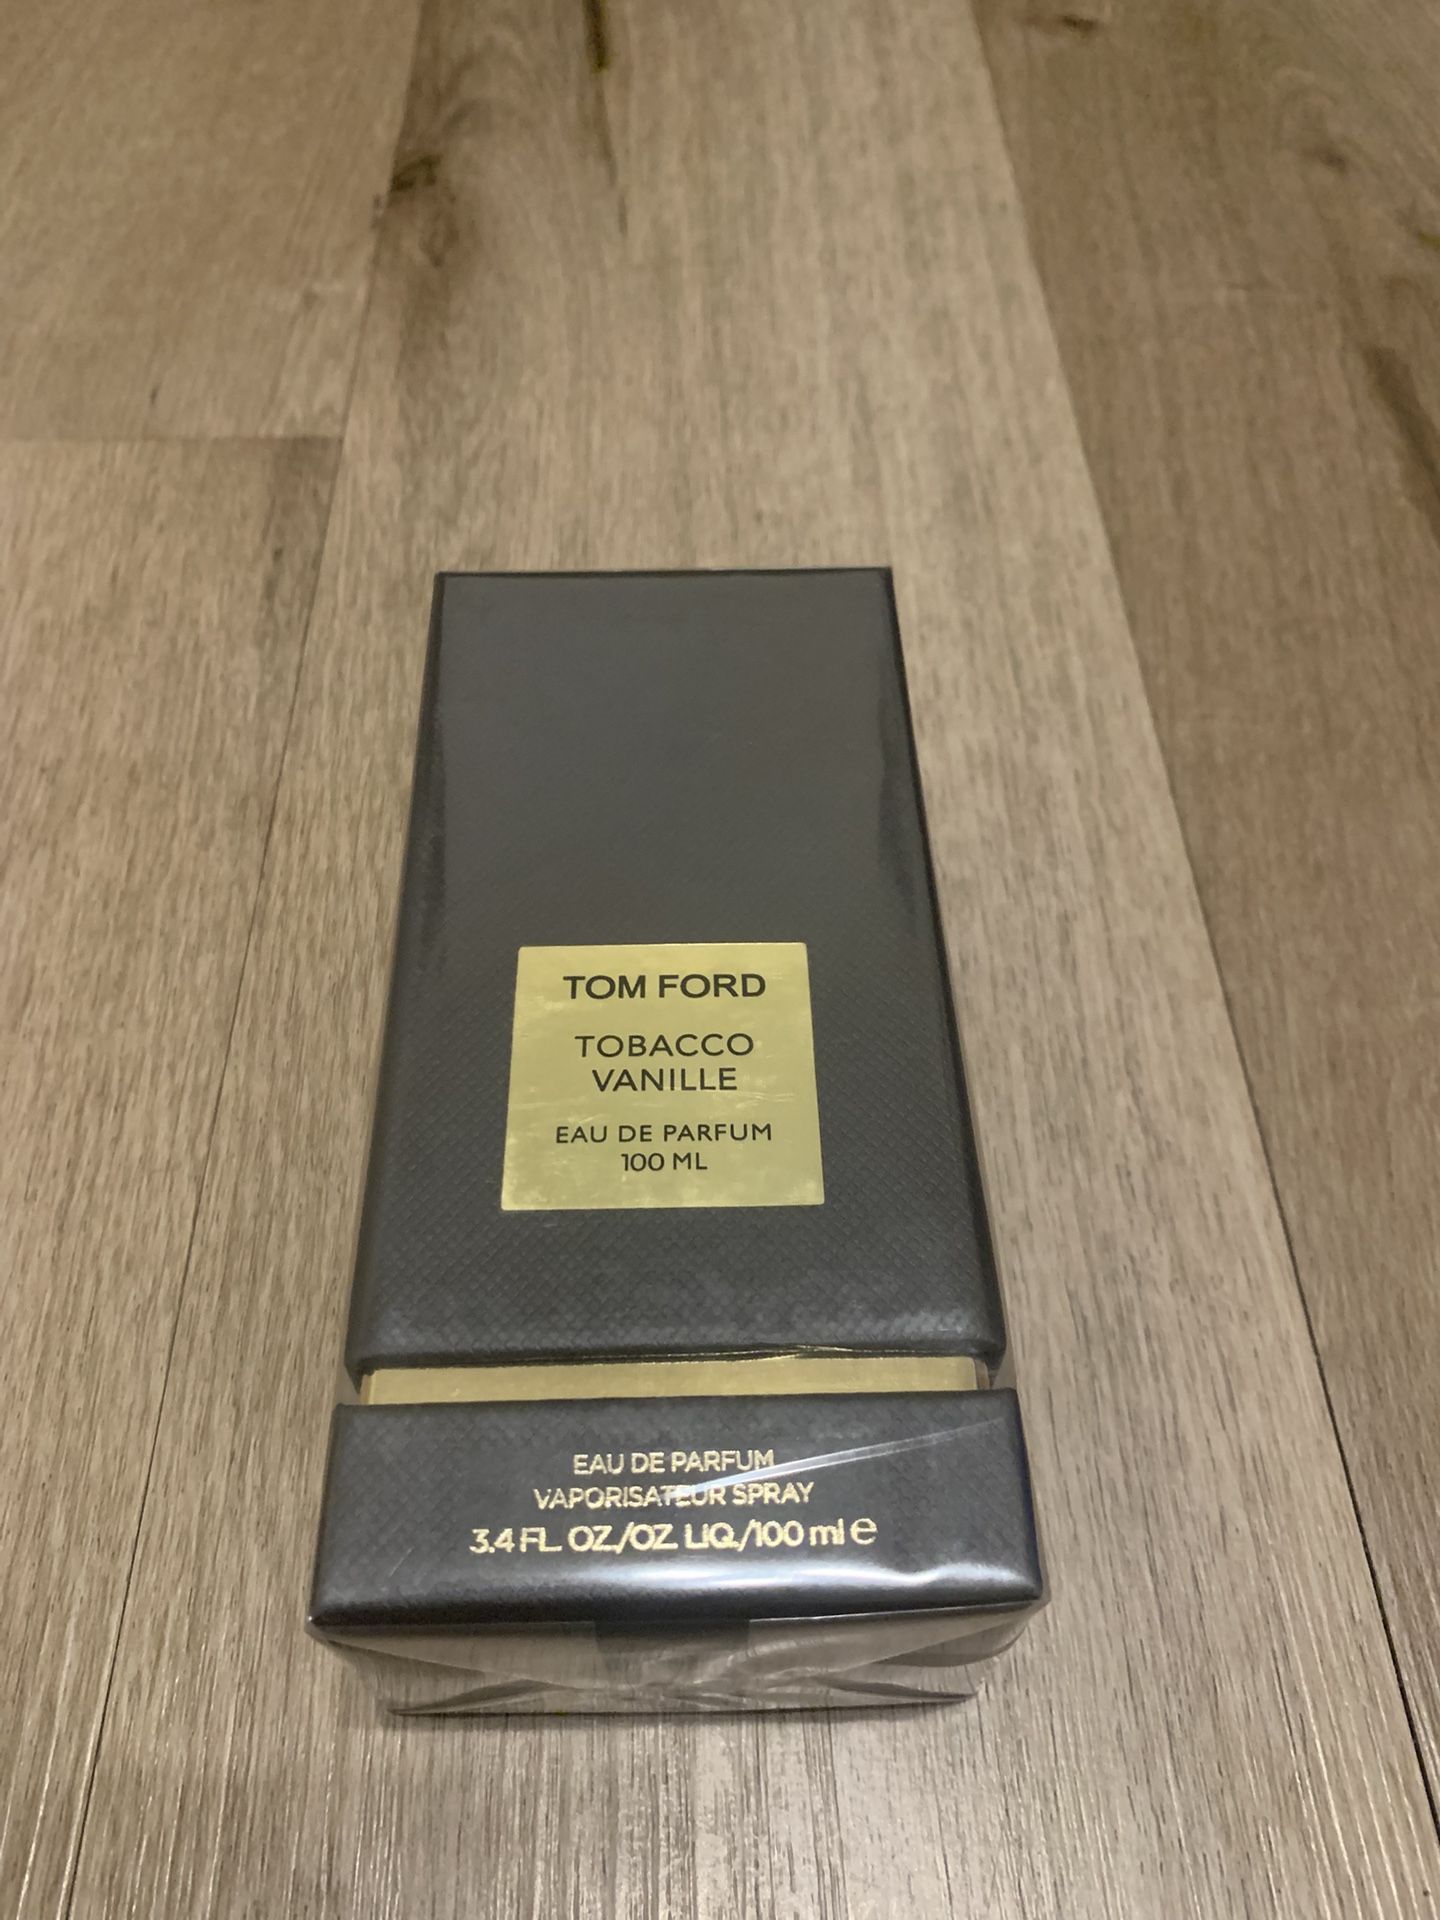 TOM FORD
TOBACCO
VANILLE
EAU DE PARFUM
100 ML
EAU DE PARFUM
VAPORISATEUR SPRAY
3.4 FL. OZ./OZ. LIQ./100 ml e